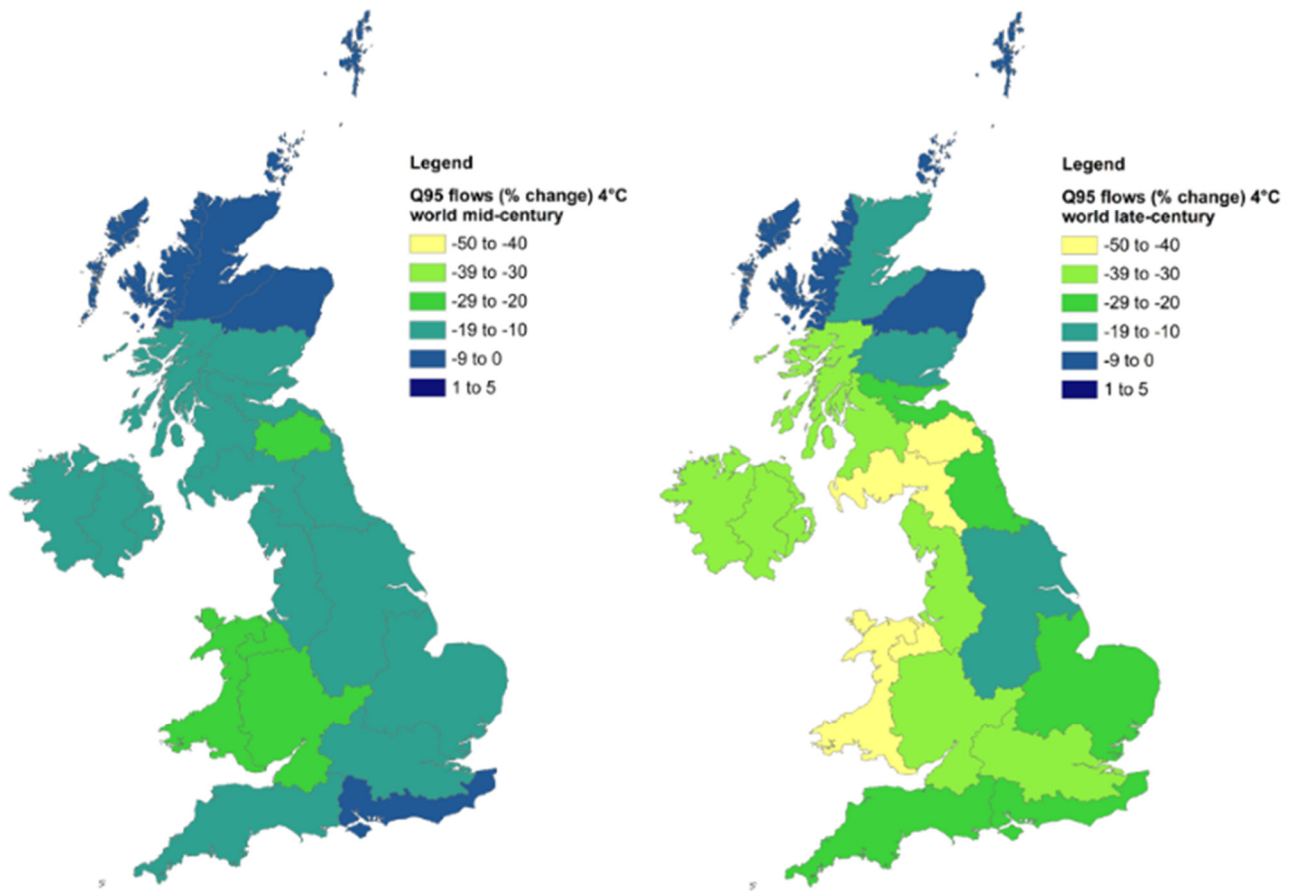 Legend
Q95 flows (% change) 4°C
world mid-century
-50 to -40
-39 to -30
-29 to -20
-19 to -10
-9 to 0
1 to 5
Legend
Q95 flows (% change) 4°C
world late-century
-50 to -40
-39 to -30
-29 to -20
-19 to -10
-9 to 0
1 to 5